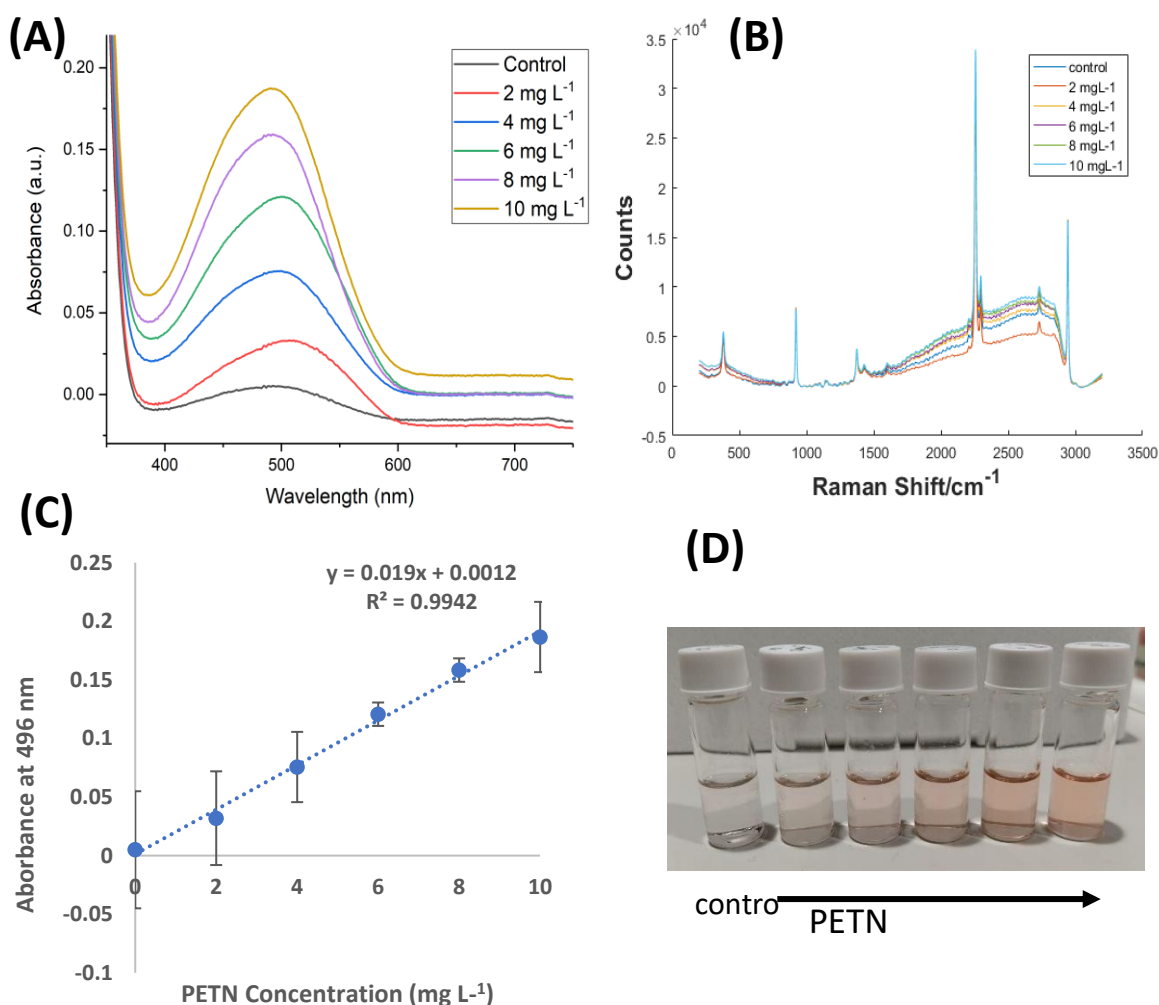 (A)
0.20
0.15
0.10
0.05
0.00
Absorbance (a.u.)
400
500
600
700
Wavelength (nm)
Control
2 mg L⁻¹
4 mg L⁻¹
6 mg L⁻¹
8 mg L⁻¹
10 mg L⁻¹
(B)
3.5 ×10⁴
3
2.5
2
1.5
1
0.5
0
-0.5
Counts
0
500
1000
1500
2000
2500
3000
3500
Raman Shift/cm⁻¹
control
2 mgL-1
4 mgL-1
6 mgL-1
8 mgL-1
10 mgL-1
(C)
0.25
0.2
0.15
0.1
0.05
0
-0.05
-0.1
Aborbance at 496 nm
y = 0.019x + 0.0012
R² = 0.9942
0
2
4
6
8
10
PETN Concentration (mg L-¹)
(D)
contro
PETN